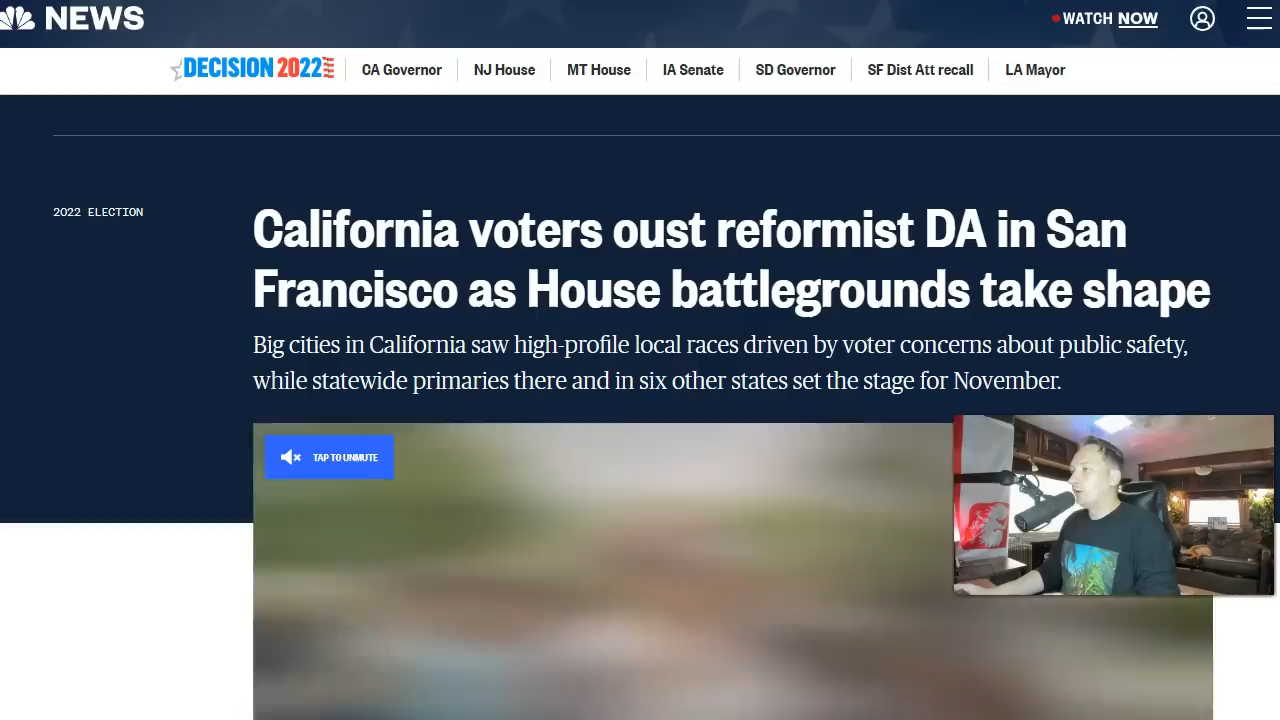 NEWS
WATCH NOW
DECISION 2022
CA Governor
NJ House
MT House
IA Senate
SD Governor
SF Dist Att recall
LA Mayor
2022 ELECTION
California voters oust reformist DA in San
Francisco as House battlegrounds take shape
Big cities in California saw high-profile local races driven by voter concerns about public safety,
while statewide primaries there and in six other states set the stage for November.
TAP TO UNMUTE